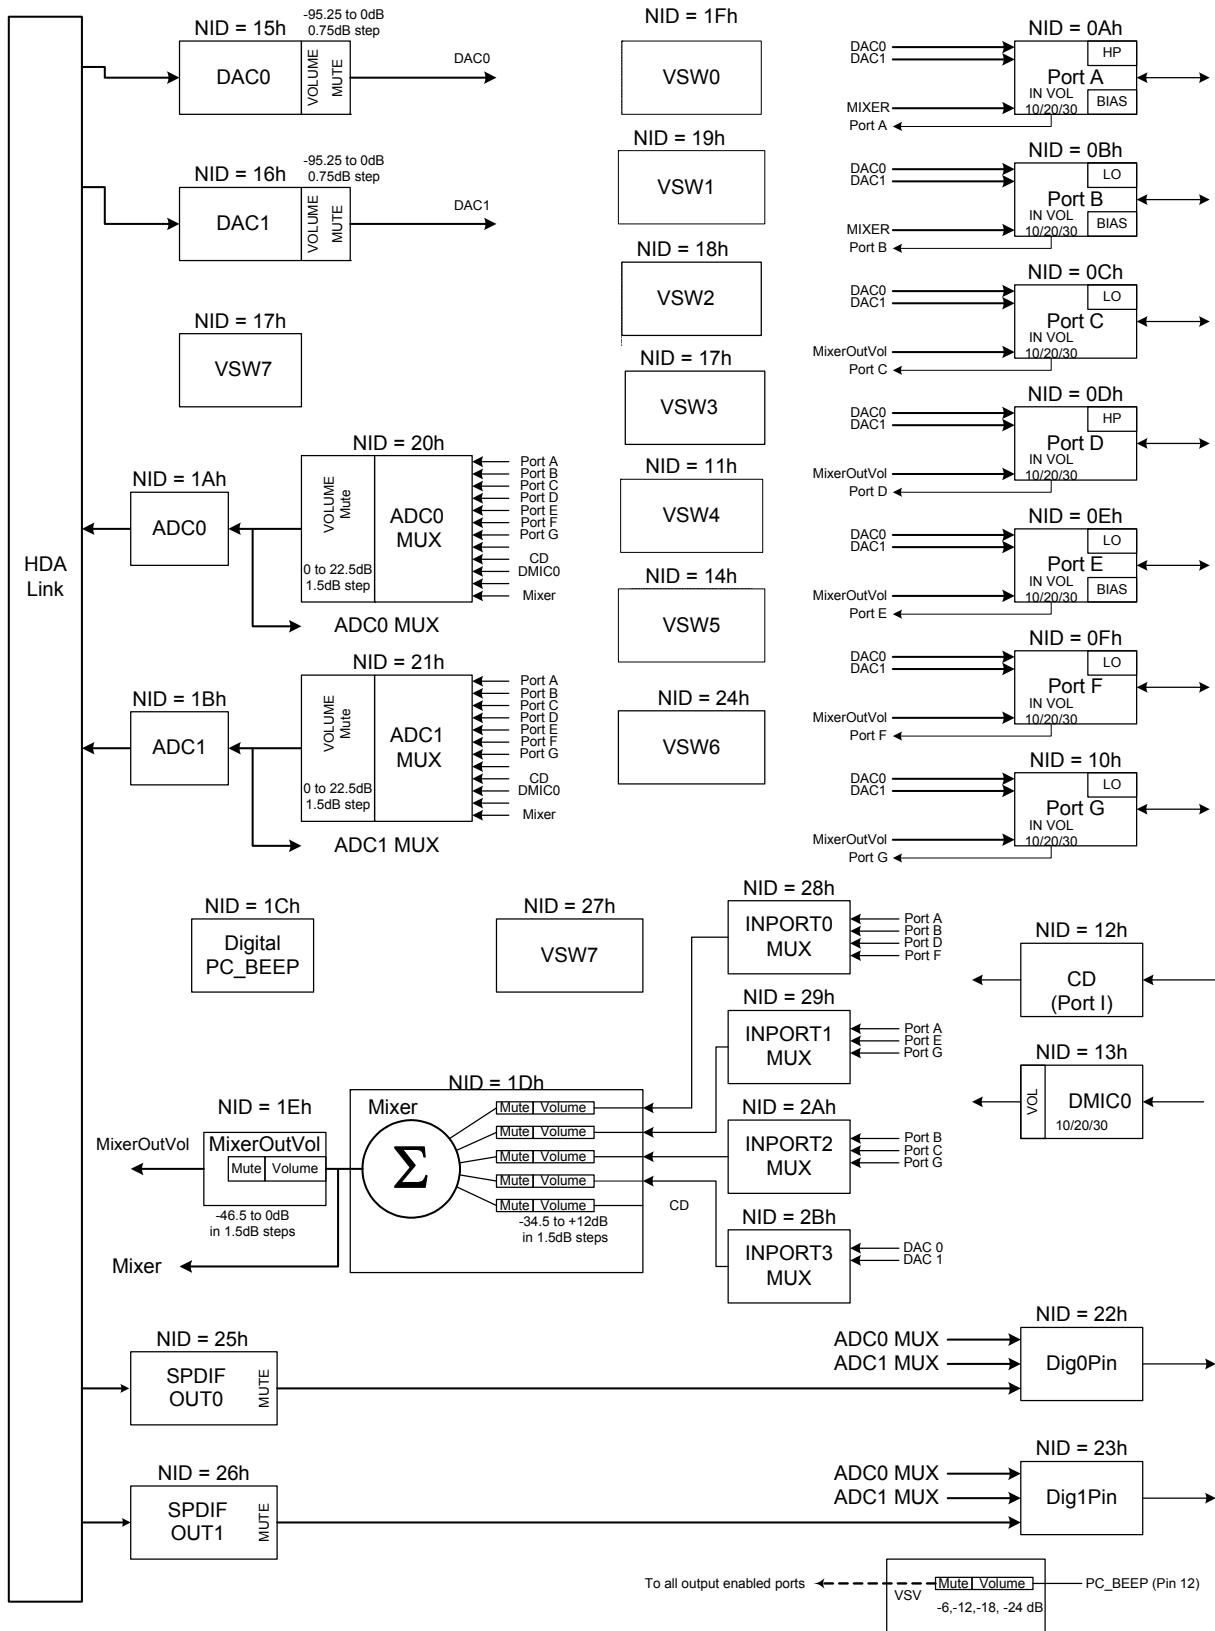 HDA
Link
NID = 15h
-95.25 to 0dB
0.75dB step
DAC0
VOLUME
MUTE
DAC0
NID = 16h
-95.25 to 0dB
0.75dB step
DAC1
VOLUME
MUTE
DAC1
NID = 17h
VSW7
NID = 1Ah
ADC0
NID = 20h
VOLUME
Mute
0 to 22.5dB
1.5dB step
ADC0
MUX
Port A
Port B
Port C
Port D
Port E
Port F
Port G
CD
DMIC0
Mixer
ADC0 MUX
NID = 1Bh
ADC1
NID = 21h
VOLUME
Mute
0 to 22.5dB
1.5dB step
ADC1
MUX
Port A
Port B
Port C
Port D
Port E
Port F
Port G
CD
DMIC0
Mixer
ADC1 MUX
NID = 1Fh
VSW0
NID = 19h
VSW1
NID = 18h
VSW2
NID = 17h
VSW3
NID = 11h
VSW4
NID = 14h
VSW5
NID = 24h
VSW6
NID = 0Ah
DAC0
DAC1
MIXER
Port A
HP
Port A
IN VOL
10/20/30
BIAS
NID = 0Bh
DAC0
DAC1
MIXER
Port B
LO
Port B
IN VOL
10/20/30
BIAS
NID = 0Ch
DAC0
DAC1
MixerOutVol
Port C
LO
Port C
IN VOL
10/20/30
NID = 0Dh
DAC0
DAC1
MixerOutVol
Port D
HP
Port D
IN VOL
10/20/30
NID = 0Eh
DAC0
DAC1
MixerOutVol
Port E
LO
Port E
IN VOL
10/20/30
BIAS
NID = 0Fh
DAC0
DAC1
MixerOutVol
Port F
LO
Port F
IN VOL
10/20/30
NID = 10h
DAC0
DAC1
MixerOutVol
Port G
LO
Port G
IN VOL
10/20/30
NID = 1Ch
Digital
PC_BEEP
NID = 27h
VSW7
NID = 28h
INPORT0
MUX
Port A
Port B
Port D
Port F
NID = 29h
INPORT1
MUX
Port A
Port E
Port G
NID = 2Ah
INPORT2
MUX
Port B
Port C
Port G
NID = 2Bh
INPORT3
MUX
DAC 0
DAC 1
NID = 12h
CD
(Port I)
NID = 13h
VOL
DMIC0
10/20/30
NID = 1Dh
Mixer
Σ
Mute Volume
Mute Volume
Mute Volume
Mute Volume
Mute Volume
-34.5 to +12dB
in 1.5dB steps
CD
NID = 1Eh
MixerOutVol
MixerOutVol
Mute Volume
-46.5 to 0dB
in 1.5dB steps
Mixer
NID = 25h
SPDIF
OUT0
MUTE
NID = 22h
ADC0 MUX
ADC1 MUX
Dig0Pin
NID = 26h
SPDIF
OUT1
MUTE
NID = 23h
ADC0 MUX
ADC1 MUX
Dig1Pin
To all output enabled ports
VSV
Mute Volume
-6,-12,-18, -24 dB
PC_BEEP (Pin 12)